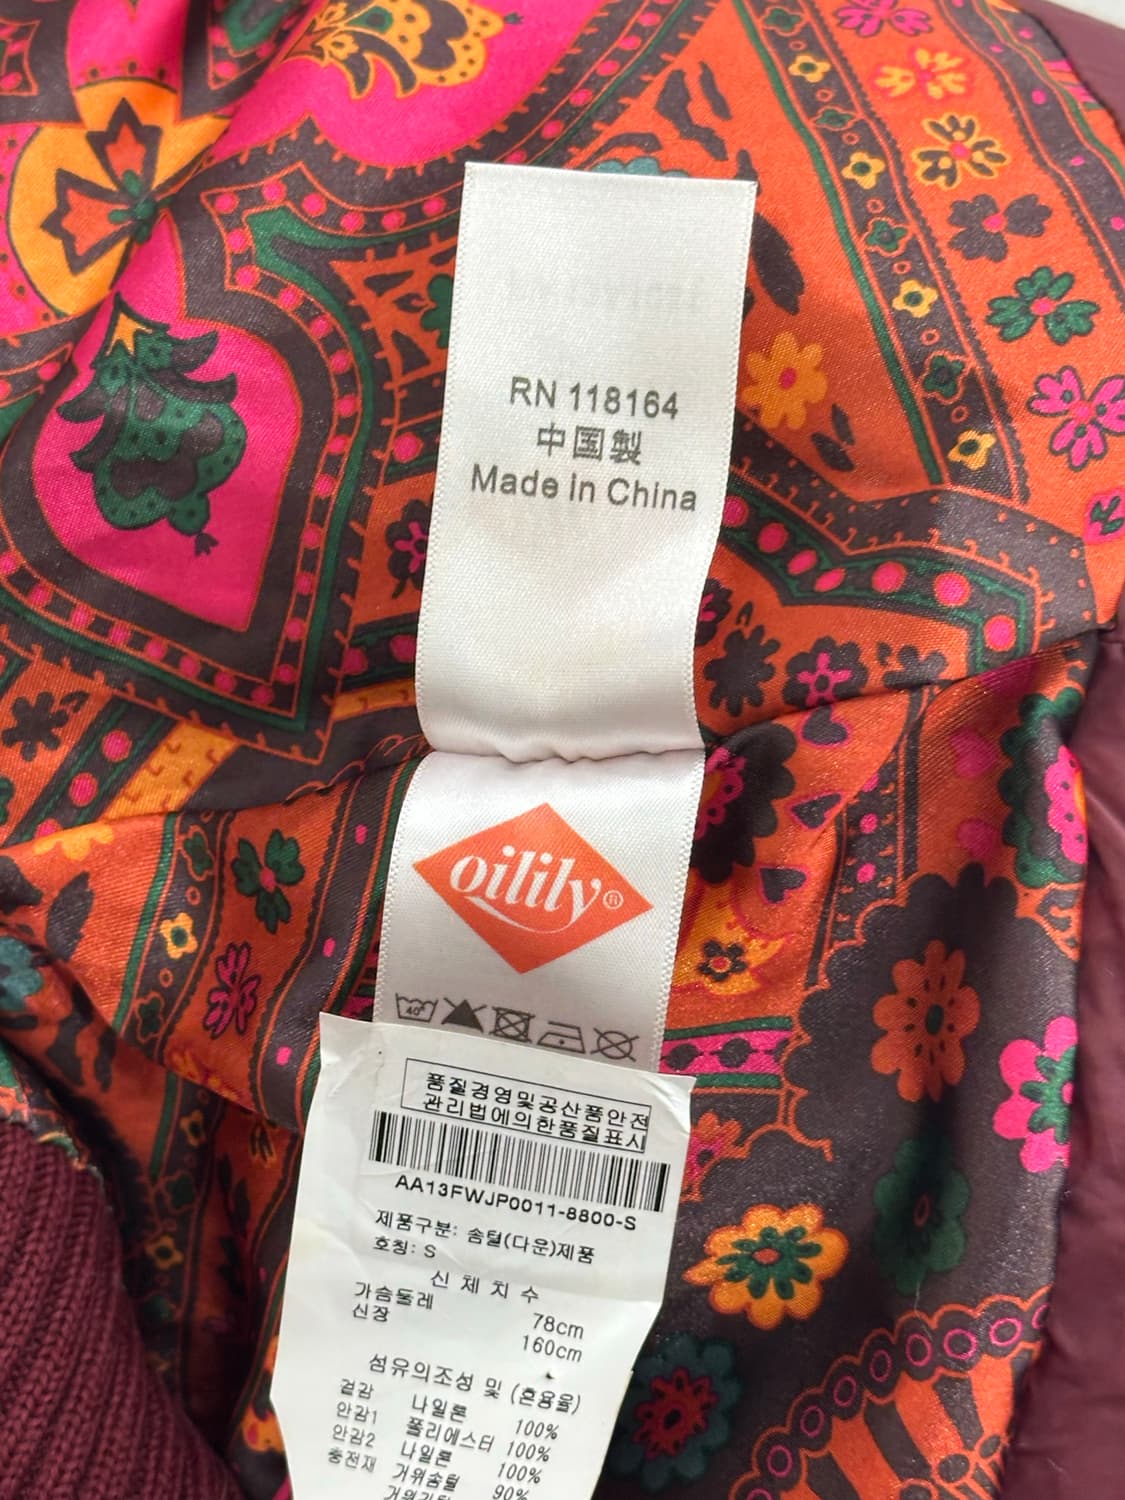 RN 118164
中国製
Made in China
oilily®
40°
품질경영및공산품안전
관리법에의한품질표시
AA13FWJP0011-8800-S
제품구분: 솜털(다운)제품
호칭: S
신 체 치 수
가슴둘레 78cm
신장 160cm
섬유의조성 및 (혼용율)
겉감 나일론 100%
안감1 폴리에스터 100%
안감2 나일론 100%
충전재 거위솜털 90%